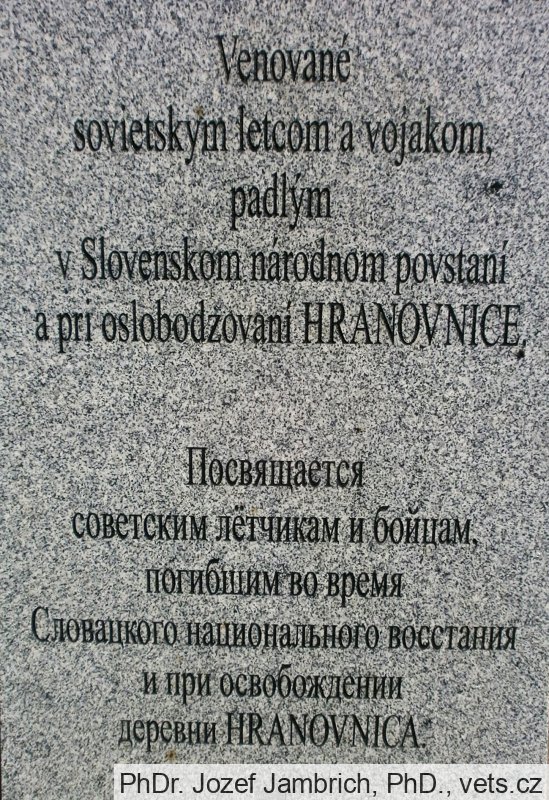 Venované
sovietskym letcom a vojakom,
padlým
v Slovenskom národnom povstaní
a pri oslobodzovaní HRANOVNICE.
Посвящается
советским лётчикам и бойцам,
погибшим во время
Словацкого национального восстания
и при освобождении
деревни HRANOVNICA.
PhDr. Jozef Jambrich, PhD., vets.cz